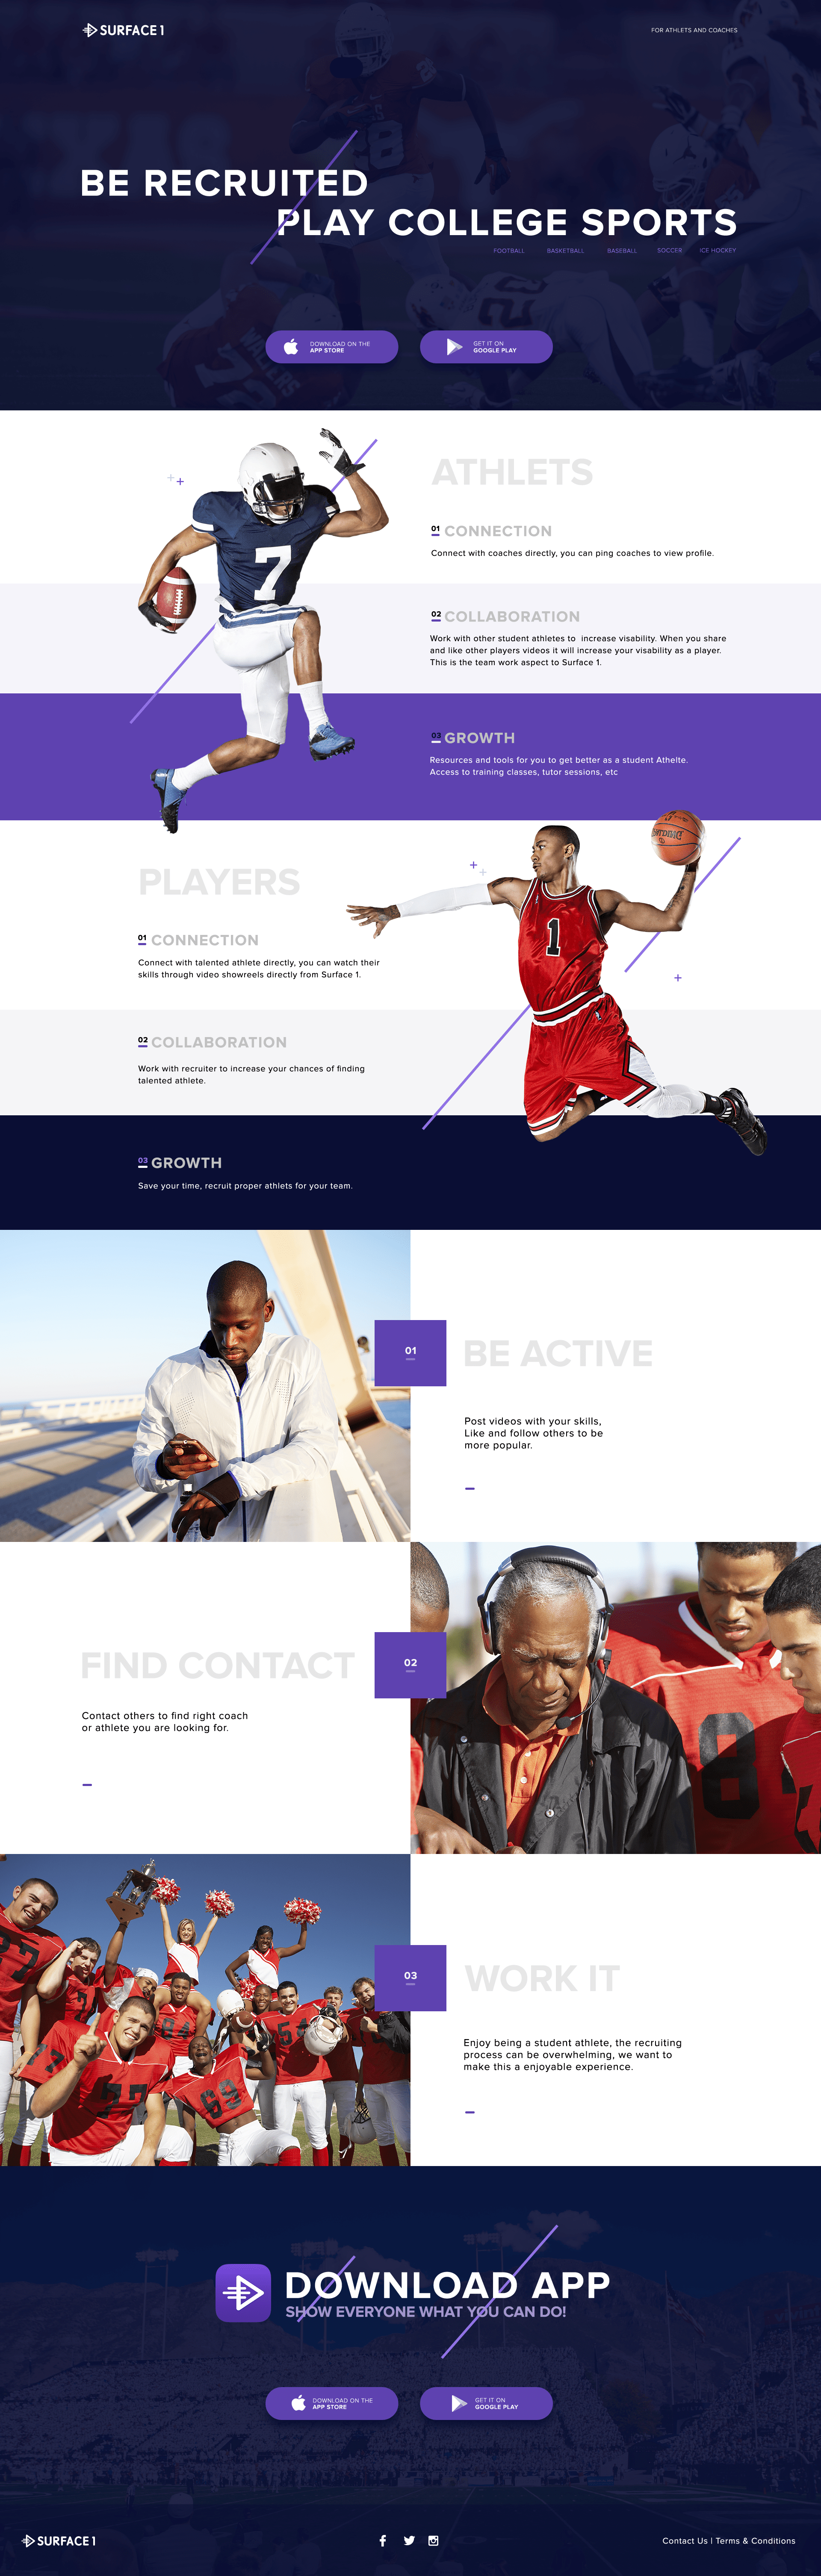 SURFACE 1
FOR ATHLETS AND COACHES
BE RECRUITED
PLAY COLLEGE SPORTS
FOOTBALL BASKETBALL BASEBALL SOCCER ICE HOCKEY
DOWNLOAD ON THE
APP STORE
GET IT ON
GOOGLE PLAY
ATHLETS
01 CONNECTION
Connect with coaches directly, you can ping coaches to view profile.
7
02 COLLABORATION
Work with other student athletes to increase visability. When you share
and like other players videos it will increase your visability as a player.
This is the team work aspect to Surface 1.
03 GROWTH
Resources and tools for you to get better as a student Athelte.
Access to training classes, tutor sessions, etc
SPALDING
PLAYERS
1
01 CONNECTION
Connect with talented athlete directly, you can watch their
skills through video showreels directly from Surface 1.
02 COLLABORATION
Work with recruiter to increase your chances of finding
talented athlete.
03 GROWTH
Save your time, recruit proper athlets for your team.
01
BE ACTIVE
Post videos with your skills,
Like and follow others to be
more popular.
FIND CONTACT
02
Contact others to find right coach
or athlete you are looking for.
8
03
WORK IT
84
54
77
69
Enjoy being a student athlete, the recruiting
process can be overwhelming, we want to
make this a enjoyable experience.
DOWNLOAD APP
SHOW EVERYONE WHAT YOU CAN DO!
DOWNLOAD ON THE
APP STORE
GET IT ON
GOOGLE PLAY
SURFACE 1
Contact Us | Terms & Conditions